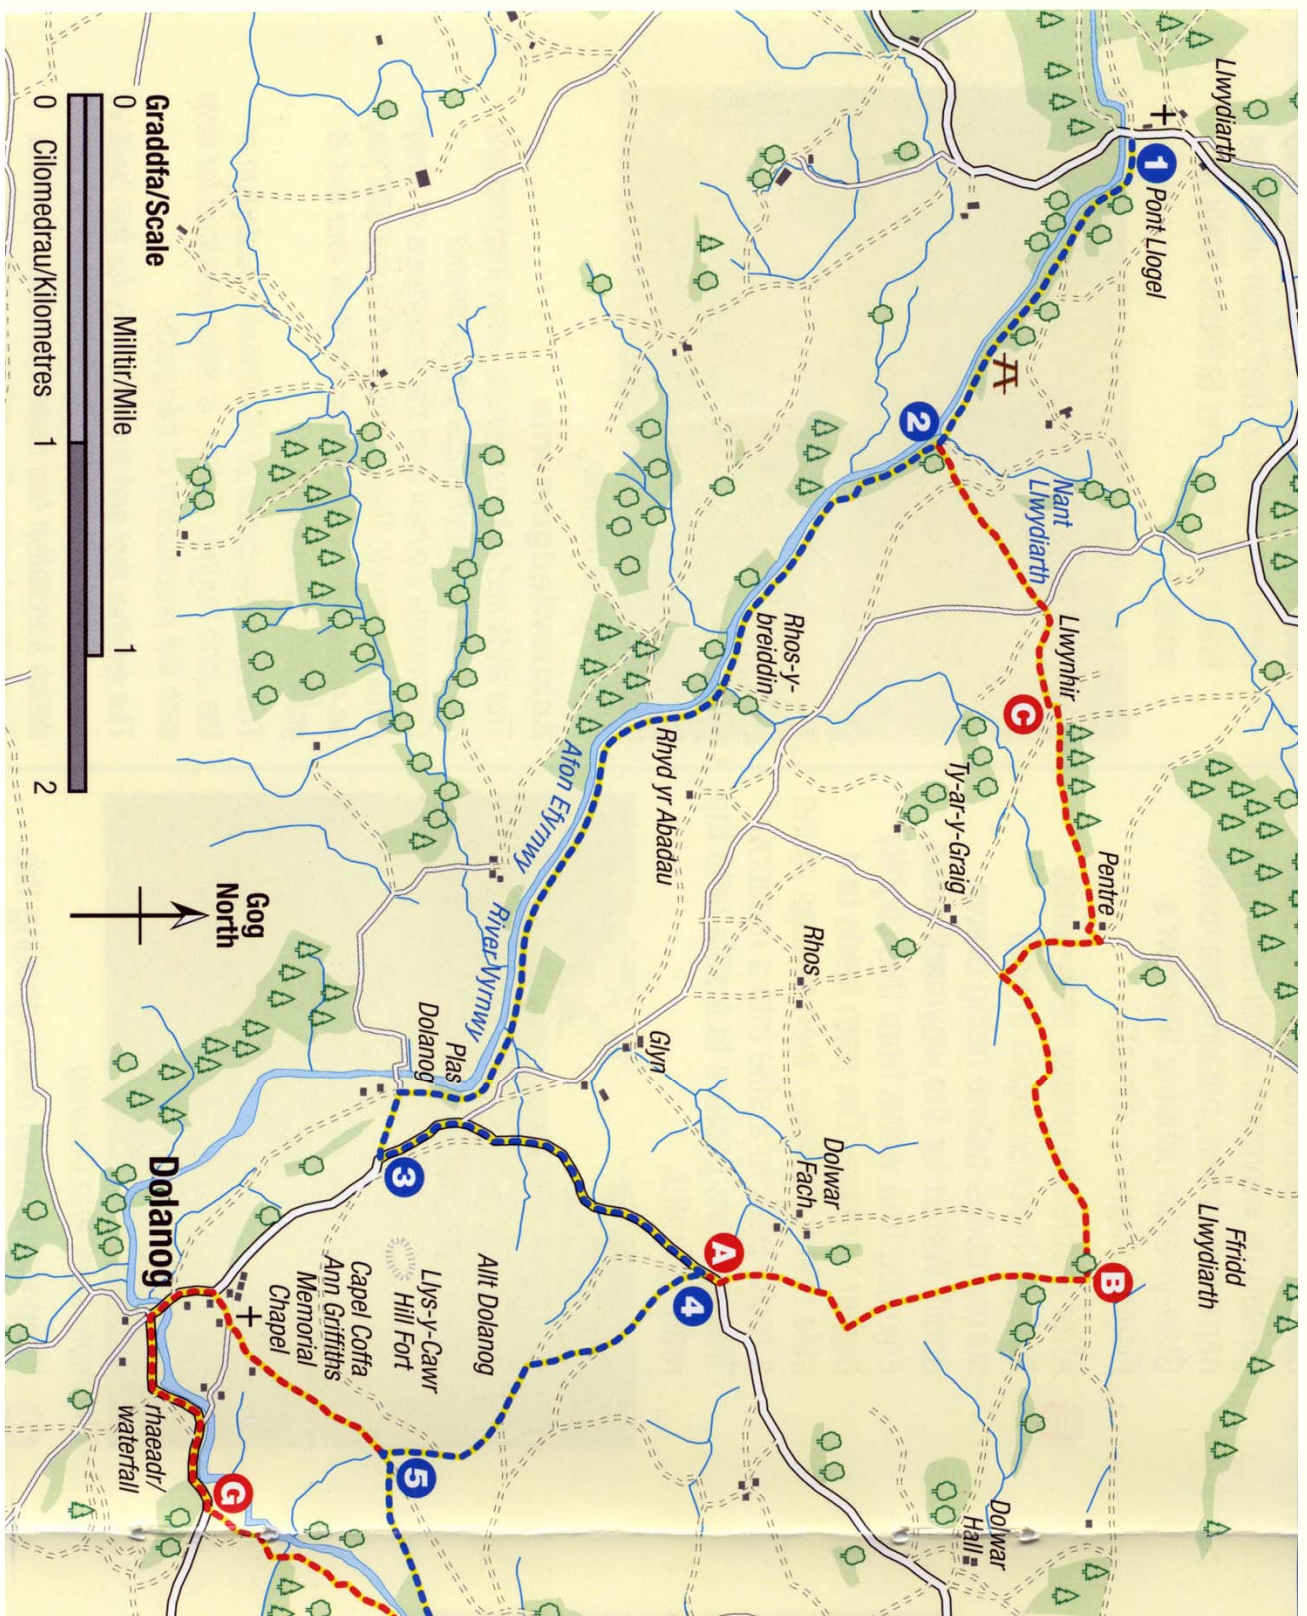 Llwydiarth
Ffridd
Llwydiarth
1
Pont Llogel
B
Pentre
Nant
Llwydiarth
Llwynhir
C
Dolwar
Hall
Ty-ar-y-Graig
2
Dolwar
Fach
Rhos
Rhos-y-
breiddin
A
4
Rhyd yr Abadau
Glyn
Afon Efyrnwy
River Vyrnwy
Plas
Dolanog
Allt Dolanog
Llys-y-Cawr
Hill Fort
3
5
Capel Coffa
Ann Griffiths
Memorial
Chapel
Gog
North
G
Dolanog
rhaeadr/
waterfall
Graddfa/Scale
0 Milltir/Mile 1
0 Cilomedrau/Kilometres 1 2